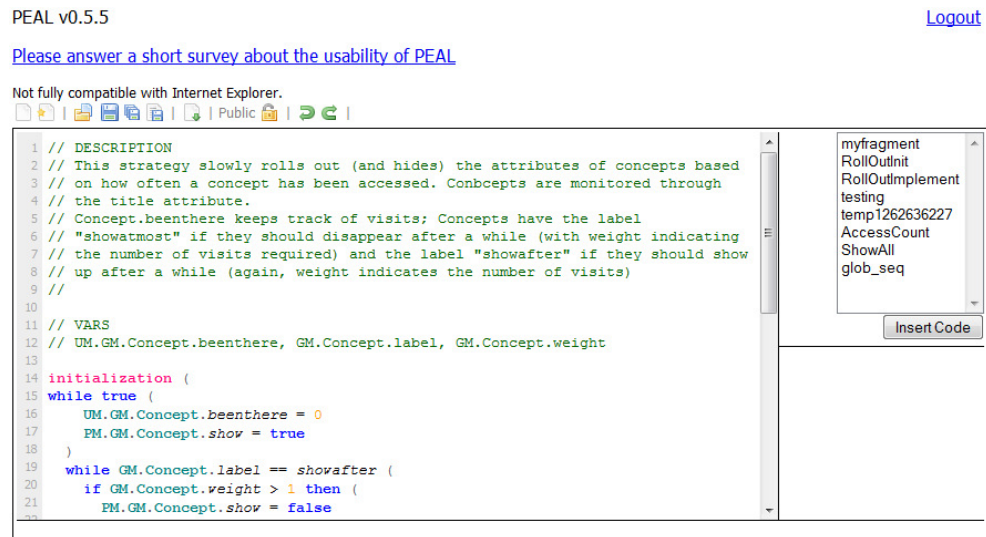 PEAL v0.5.5
Logout
Please answer a short survey about the usability of PEAL
Not fully compatible with Internet Explorer.
Public
1 // DESCRIPTION
2 // This strategy slowly rolls out (and hides) the attributes of concepts based
3 // on how often a concept has been accessed. Conbcepts are monitored through
4 // the title attribute.
5 // Concept.beenthere keeps track of visits; Concepts have the label
6 // "showatmost" if they should disappear after a while (with weight indicating
7 // the number of visits required) and the label "showafter" if they should show
8 // up after a while (again, weight indicates the number of visits)
9 //
10
11 // VARS
12 // UM.GM.Concept.beenthere, GM.Concept.label, GM.Concept.weight
13
14 initialization (
15 while true (
16 UM.GM.Concept.beenthere = 0
17 PM.GM.Concept.show = true
18 )
19 while GM.Concept.label == showafter (
20 if GM.Concept.weight > 1 then (
21 PM.GM.Concept.show = false
myfragment
RollOutInit
RollOutImplement
testing
temp1262636227
AccessCount
ShowAll
glob_seq
Insert Code